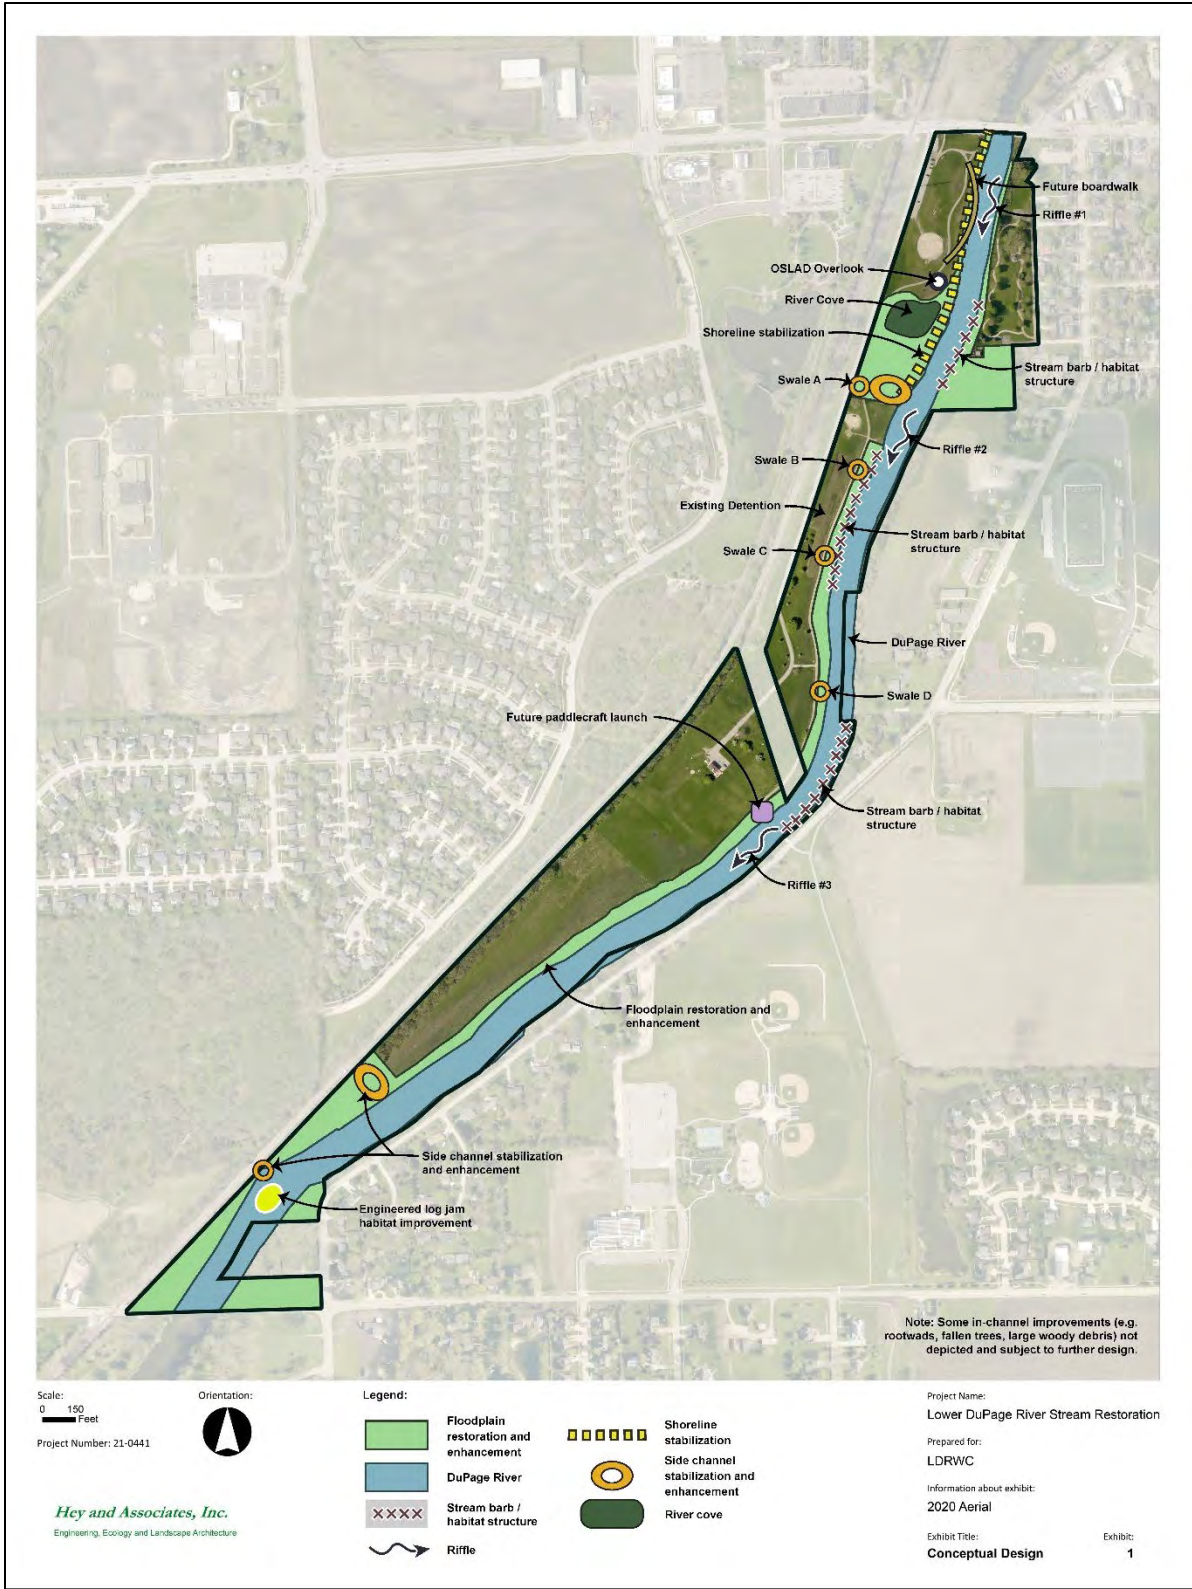 Future boardwalk
Riffle #1
OSLAD Overlook
River Cove
Shoreline stabilization
Stream barb / habitat
structure
Swale A
Riffle #2
Swale B
Existing Detention
Stream barb / habitat
structure
Swale C
DuPage River
Swale D
Future paddlecraft launch
Stream barb / habitat
structure
Riffle #3
Floodplain restoration and
enhancement
Side channel stabilization
and enhancement
Engineered log jam
habitat improvement
Note: Some in-channel improvements (e.g.
rootwads, fallen trees, large woody debris) not
depicted and subject to further design.
Scale:
0 150
Feet
Project Number: 21-0441
Orientation:
Legend:
Floodplain
restoration and
enhancement
DuPage River
Stream barb /
habitat structure
Riffle
Shoreline
stabilization
Side channel
stabilization and
enhancement
River cove
Project Name:
Lower DuPage River Stream Restoration
Prepared for:
LDRWC
Information about exhibit:
2020 Aerial
Exhibit Title:
Conceptual Design
Exhibit:
1
Hey and Associates, Inc.
Engineering, Ecology and Landscape Architecture